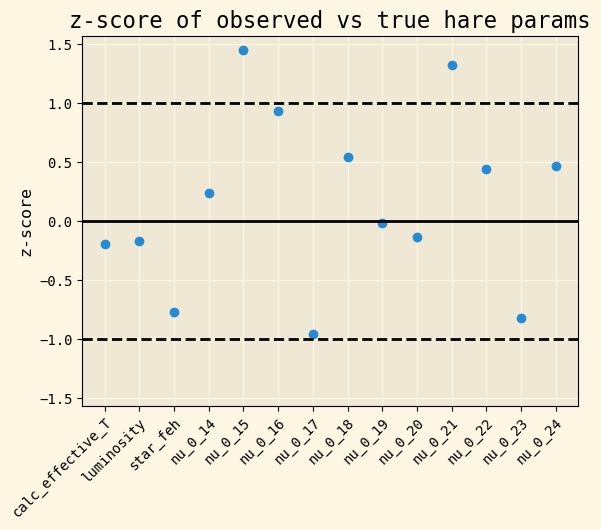 z-score of observed vs true hare params
z-score
1.5
1.0
0.5
0.0
−0.5
−1.0
−1.5
calc_effective_T
luminosity
star_feh
nu_0_14
nu_0_15
nu_0_16
nu_0_17
nu_0_18
nu_0_19
nu_0_20
nu_0_21
nu_0_22
nu_0_23
nu_0_24